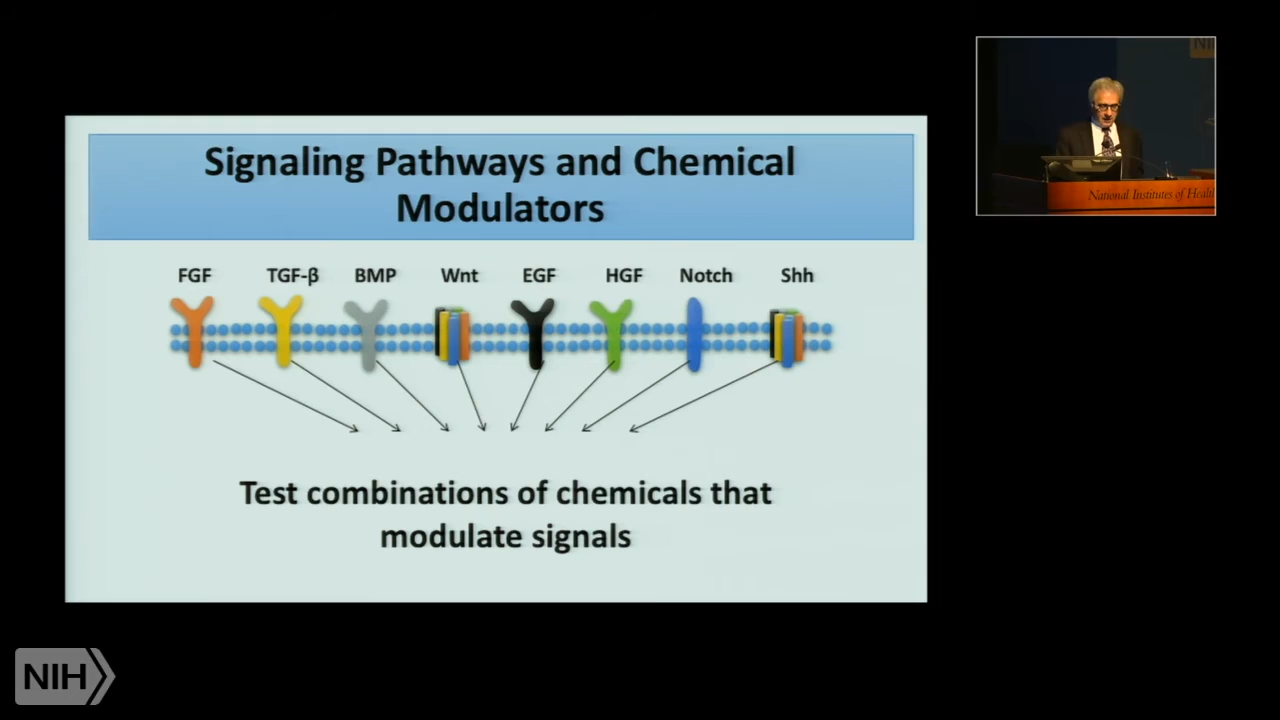 Signaling Pathways and Chemical
Modulators
FGF TGF-β BMP Wnt EGF HGF Notch Shh
Test combinations of chemicals that
modulate signals
National Institutes of Health
NIH